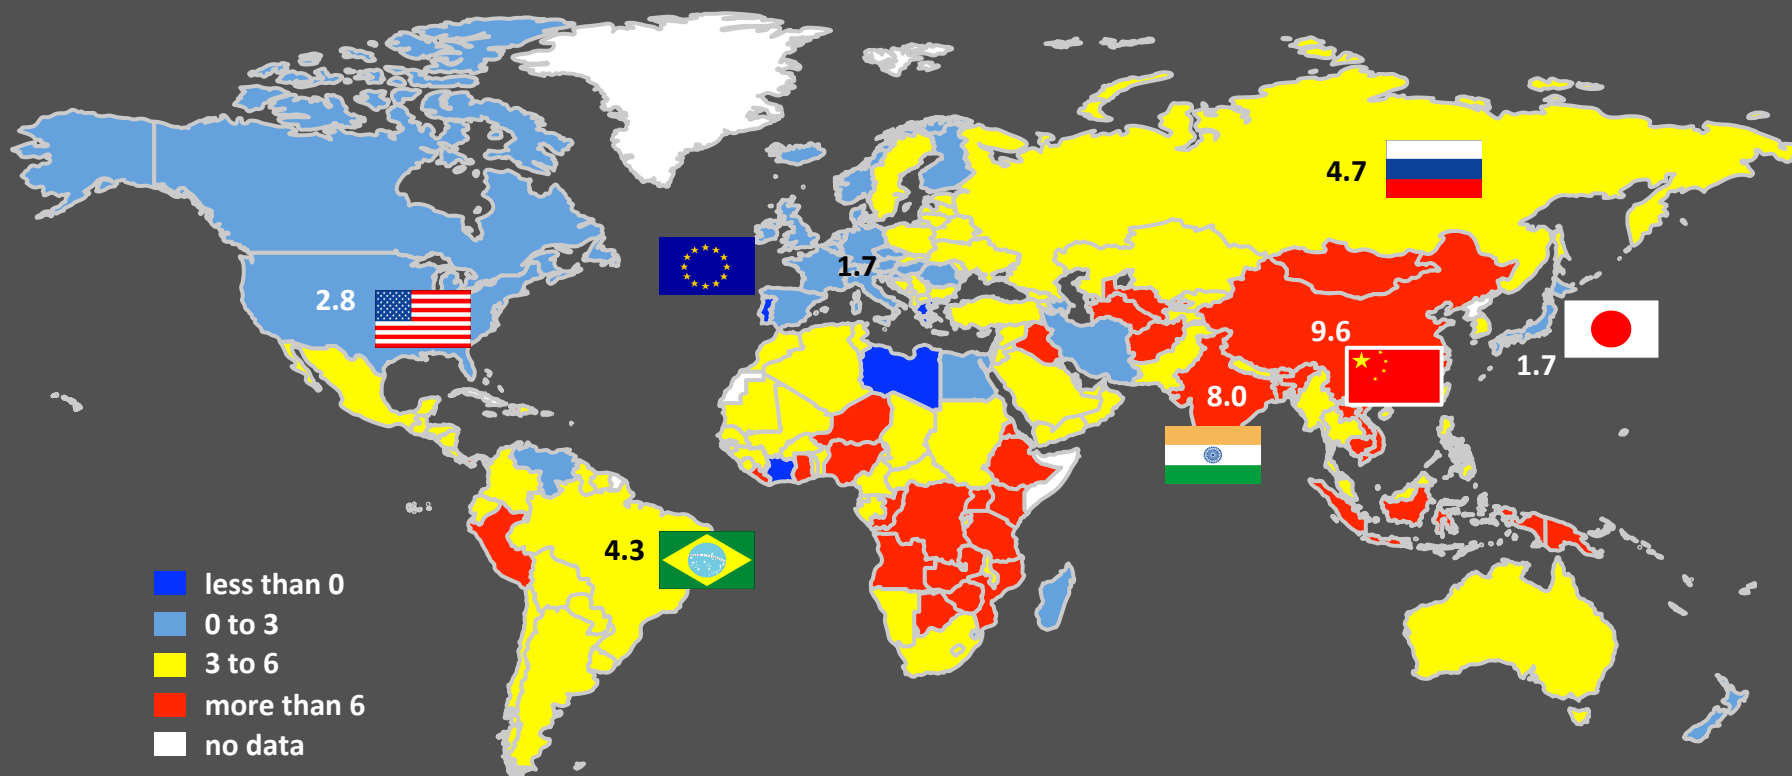 4.7
1.7
2.8
9.6
1.7
8.0
4.3
less than 0
0 to 3
3 to 6
more than 6
no data